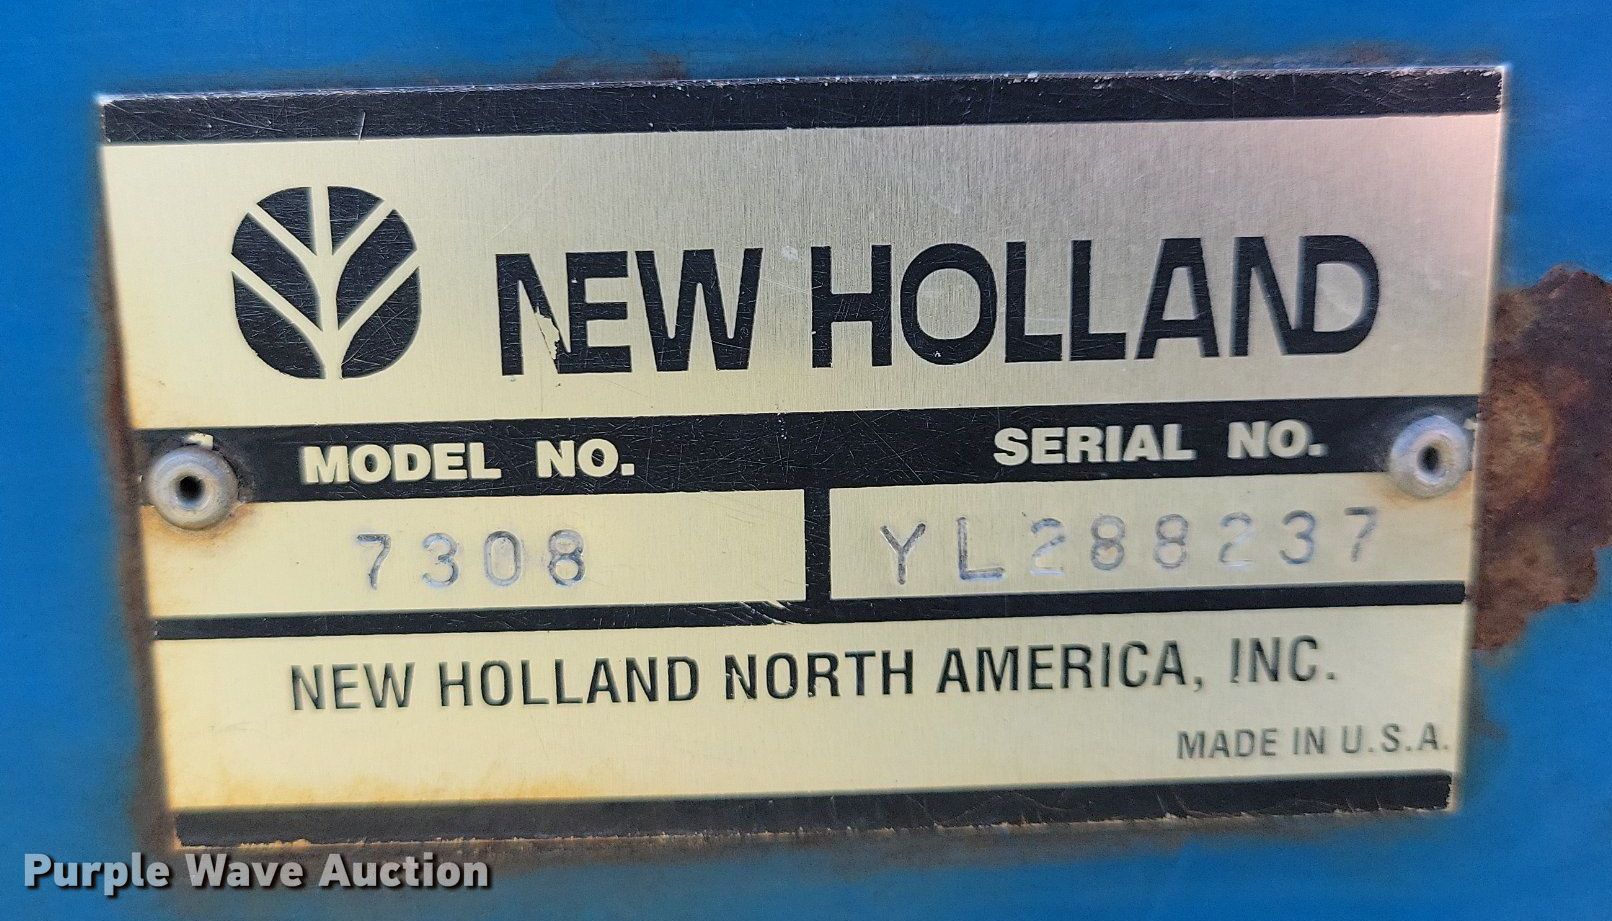 NEW HOLLAND
MODEL NO. SERIAL NO.
7308 YL288237
NEW HOLLAND NORTH AMERICA, INC.
MADE IN U.S.A.
Purple Wave Auction